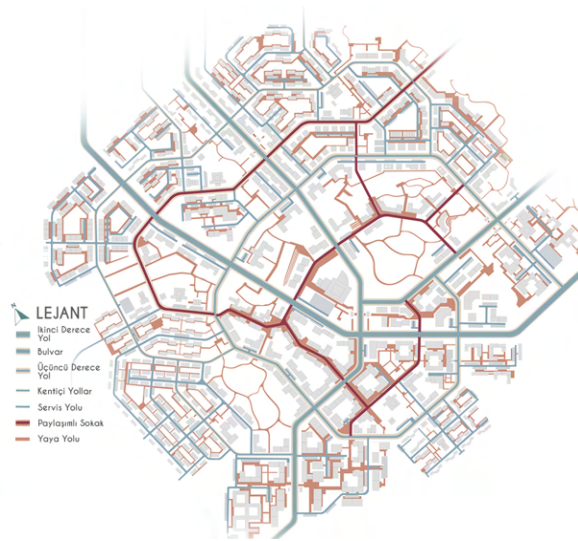 LEJANT
İkinci Derece
Yol
Bulvar
Üçüncü Derece
Yol
Kentiçi Yollar
Servis Yolu
Paylaşımlı Sokak
Yaya Yolu